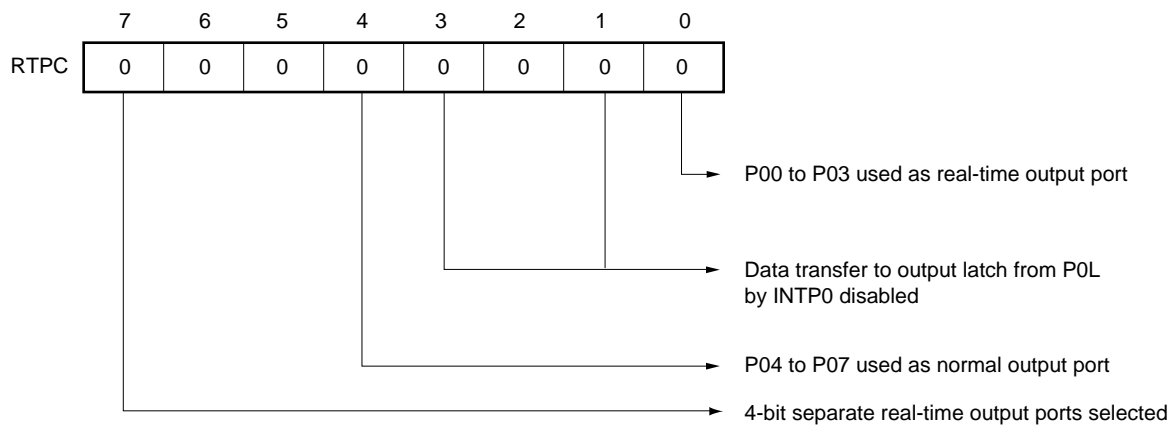 7 6 5 4 3 2 1 0
RTPC 0 0 0 0 0 0 0 0
P00 to P03 used as real-time output port
Data transfer to output latch from P0L
by INTP0 disabled
P04 to P07 used as normal output port
4-bit separate real-time output ports selected